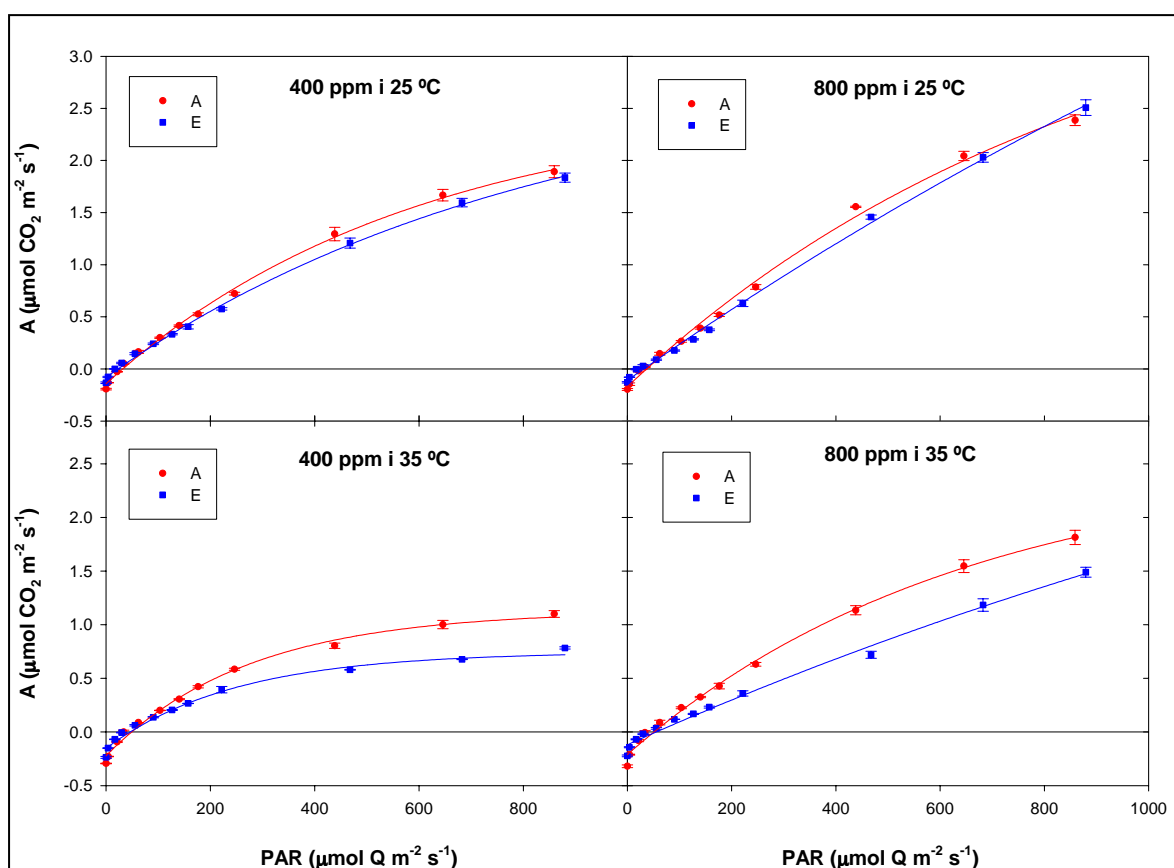 400 ppm i 25 ºC
A
E
800 ppm i 25 ºC
A
E
A (μmol CO2 m-2 s-1)
3.0
2.5
2.0
1.5
1.0
0.5
0.0
-0.5
400 ppm i 35 ºC
A
E
800 ppm i 35 ºC
A
E
A (μmol CO2 m-2 s-1)
2.5
2.0
1.5
1.0
0.5
0.0
-0.5
0 200 400 600 800
0 200 400 600 800 1000
PAR (μmol Q m-2 s-1)
PAR (μmol Q m-2 s-1)